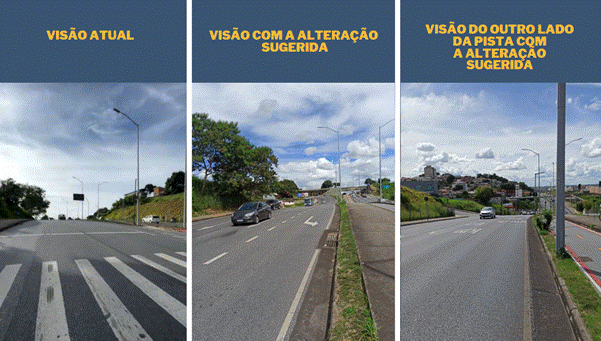 VISÃO ATUAL
VISÃO COM A ALTERAÇÃO
SUGERIDA
VISÃO DO OUTRO LADO
DA PISTA COM
A ALTERAÇÃO
SUGERIDA